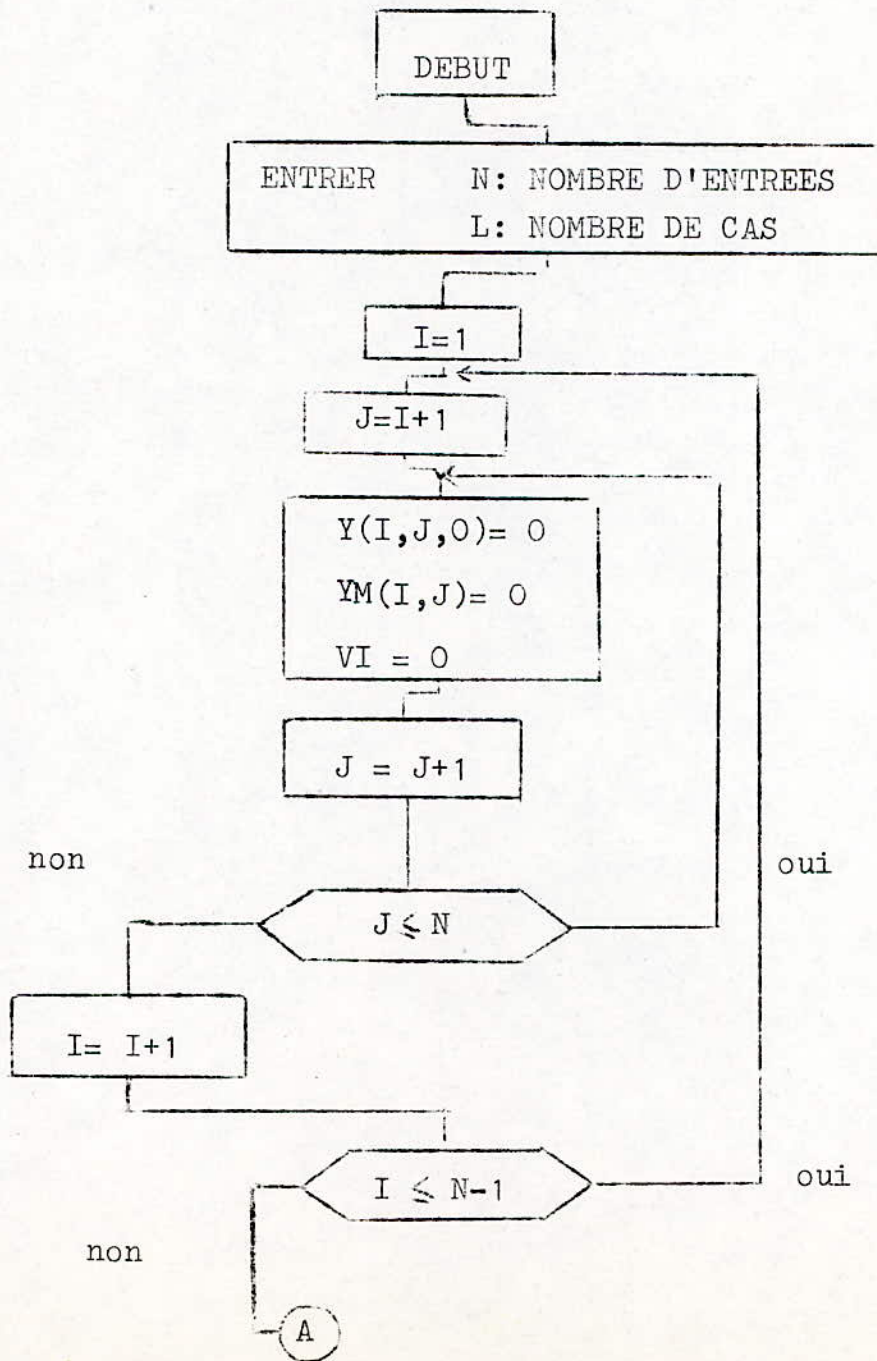 DEBUT
ENTRER N: NOMBRE D'ENTREES
L: NOMBRE DE CAS
I=1
J=I+1
Y(I,J,0)= 0
YM(I,J)= 0
VI = 0
J = J+1
non
oui
J ⩽ N
I= I+1
I ⩽ N-1
oui
non
A